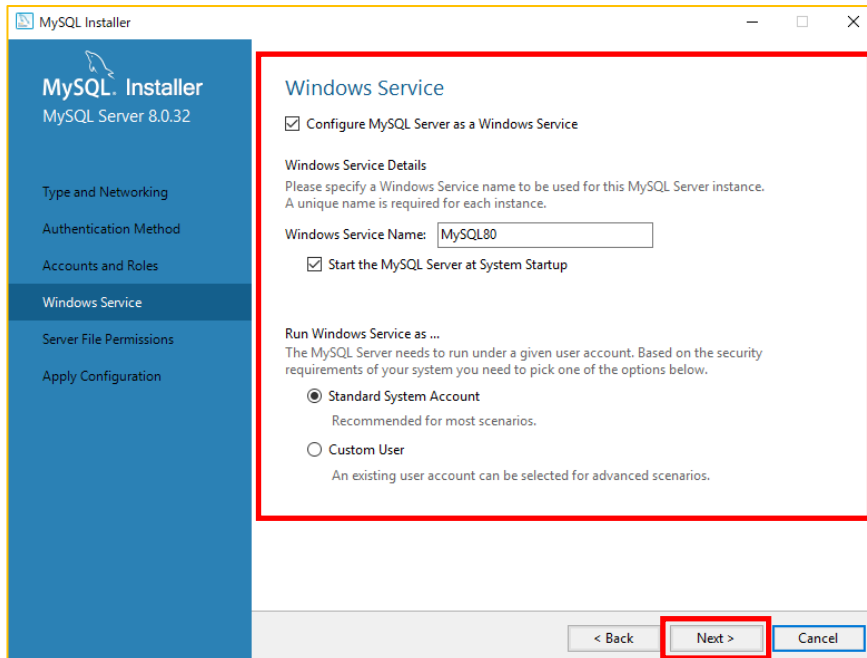 MySQL Installer
MySQL. Installer
MySQL Server 8.0.32
Type and Networking
Authentication Method
Accounts and Roles
Windows Service
Server File Permissions
Apply Configuration
Windows Service
Configure MySQL Server as a Windows Service
Windows Service Details
Please specify a Windows Service name to be used for this MySQL Server instance.
A unique name is required for each instance.
Windows Service Name: MySQL80
Start the MySQL Server at System Startup
Run Windows Service as ...
The MySQL Server needs to run under a given user account. Based on the security
requirements of your system you need to pick one of the options below.
Standard System Account
Recommended for most scenarios.
Custom User
An existing user account can be selected for advanced scenarios.
< Back Next > Cancel